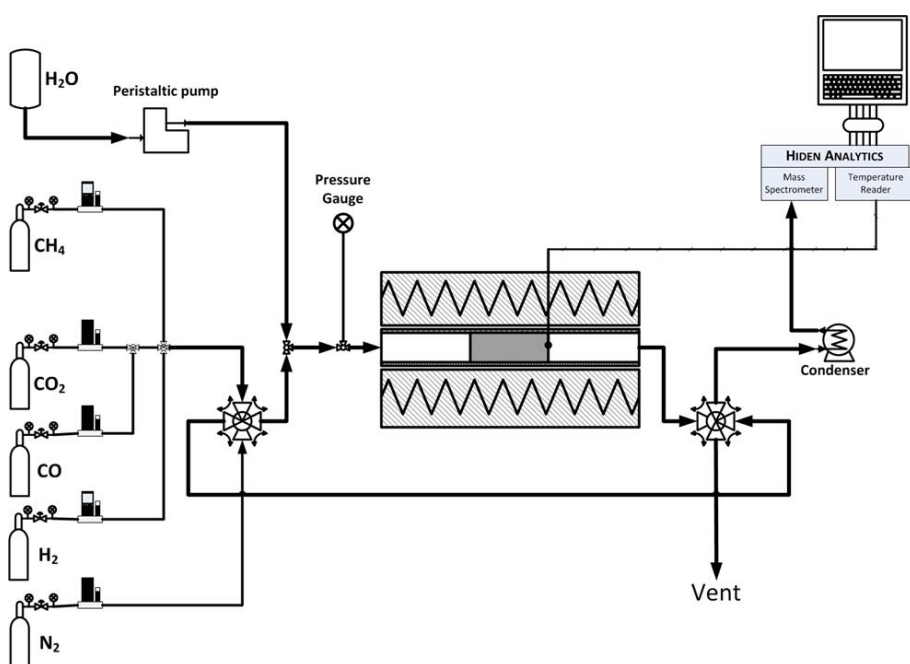 H₂O
Peristaltic pump
CH₄
CO₂
CO
H₂
N₂
Pressure
Gauge
HIDEN ANALYTICS
Mass
Spectrometer
Temperature
Reader
Condenser
Vent